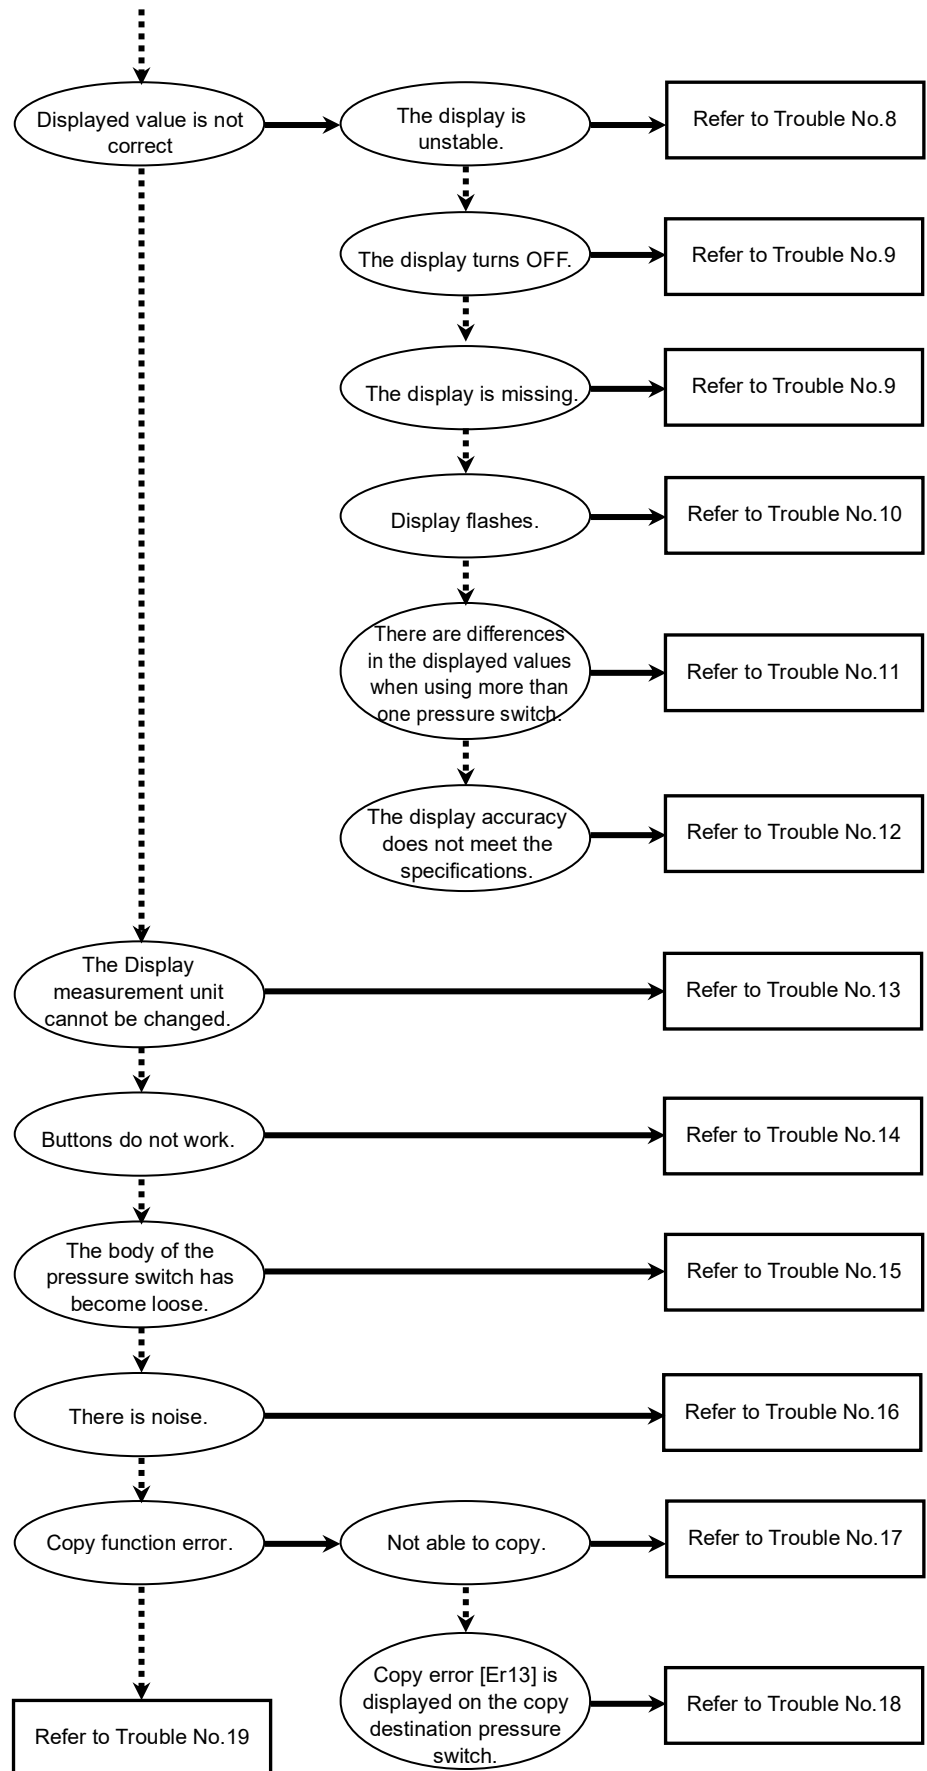 Displayed value is not
correct
The display is
unstable.
Refer to Trouble No.8
The display turns OFF.
Refer to Trouble No.9
The display is missing.
Refer to Trouble No.9
Display flashes.
Refer to Trouble No.10
There are differences
in the displayed values
when using more than
one pressure switch.
Refer to Trouble No.11
The display accuracy
does not meet the
specifications.
Refer to Trouble No.12
The Display
measurement unit
cannot be changed.
Refer to Trouble No.13
Buttons do not work.
Refer to Trouble No.14
The body of the
pressure switch has
become loose.
Refer to Trouble No.15
There is noise.
Refer to Trouble No.16
Copy function error.
Not able to copy.
Refer to Trouble No.17
Copy error [Er13] is
displayed on the copy
destination pressure
switch.
Refer to Trouble No.18
Refer to Trouble No.19